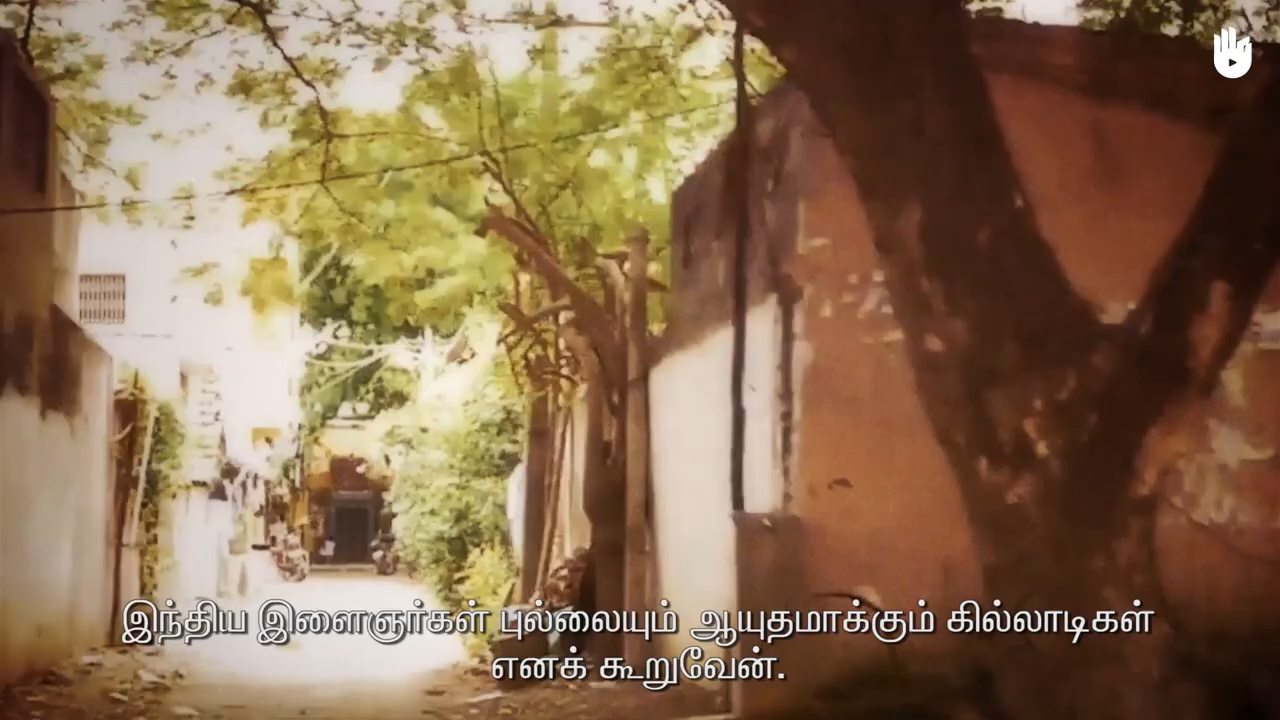 இந்திய இளைஞர்கள் புல்லையும் ஆயுதமாக்கும் கில்லாடிகள்
எனக் கூறுவேன்.